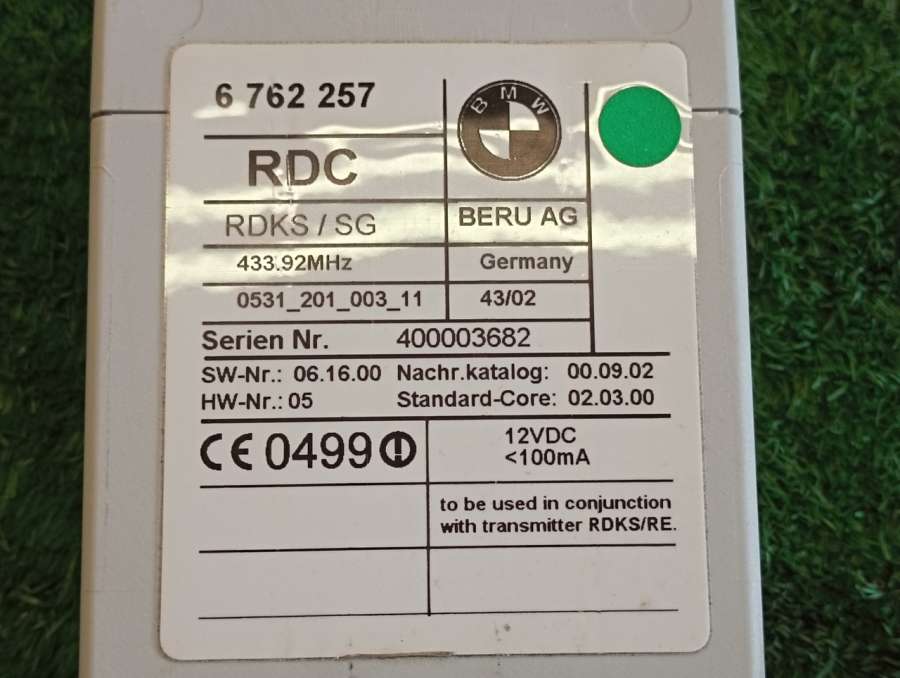 6 762 257
BMW
RDC
RDKS / SG
BERU AG
433.92MHz
Germany
0531_201_003_11
43/02
Serien Nr. 400003682
SW-Nr.: 06.16.00 Nachr.katalog: 00.09.02
HW-Nr.: 05 Standard-Core: 02.03.00
CE 0499
12VDC
<100mA
to be used in conjunction
with transmitter RDKS/RE.